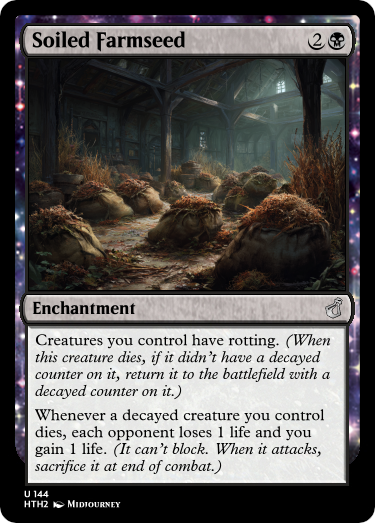 Soiled Farmseed 2
Enchantment
Creatures you control have rotting. (When
this creature dies, if it didn't have a decayed
counter on it, return it to the battlefield with a
decayed counter on it.)
Whenever a decayed creature you control
dies, each opponent loses 1 life and you
gain 1 life. (It can't block. When it attacks,
sacrifice it at end of combat.)
U 144
HTH2 Midjourney